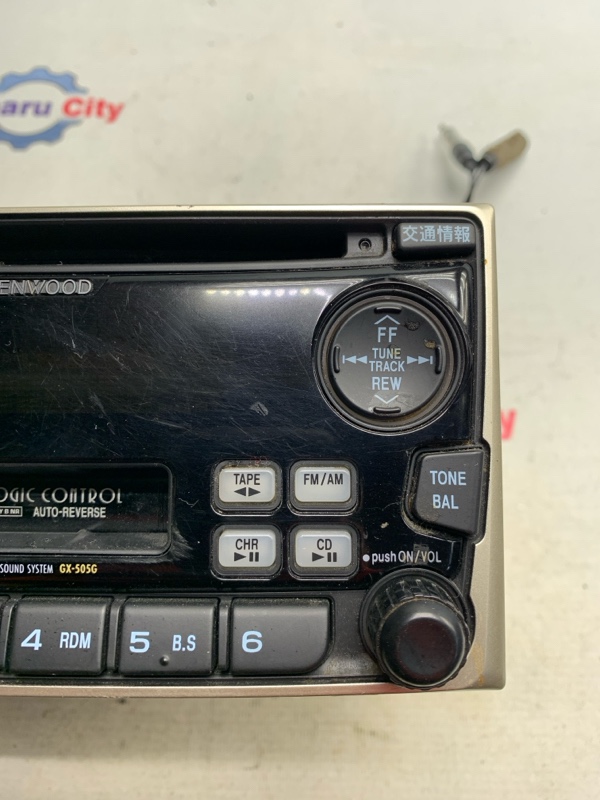 aru City
交通情報
ENWOOD
FF
TUNE
TRACK
REW
TONE
BAL
TAPE
FM/AM
OGIC CONTROL
AUTO-REVERSE
CHR
CD
push ON/VOL
SOUND SYSTEM GX-505G
4 RDM
5 B.S
6